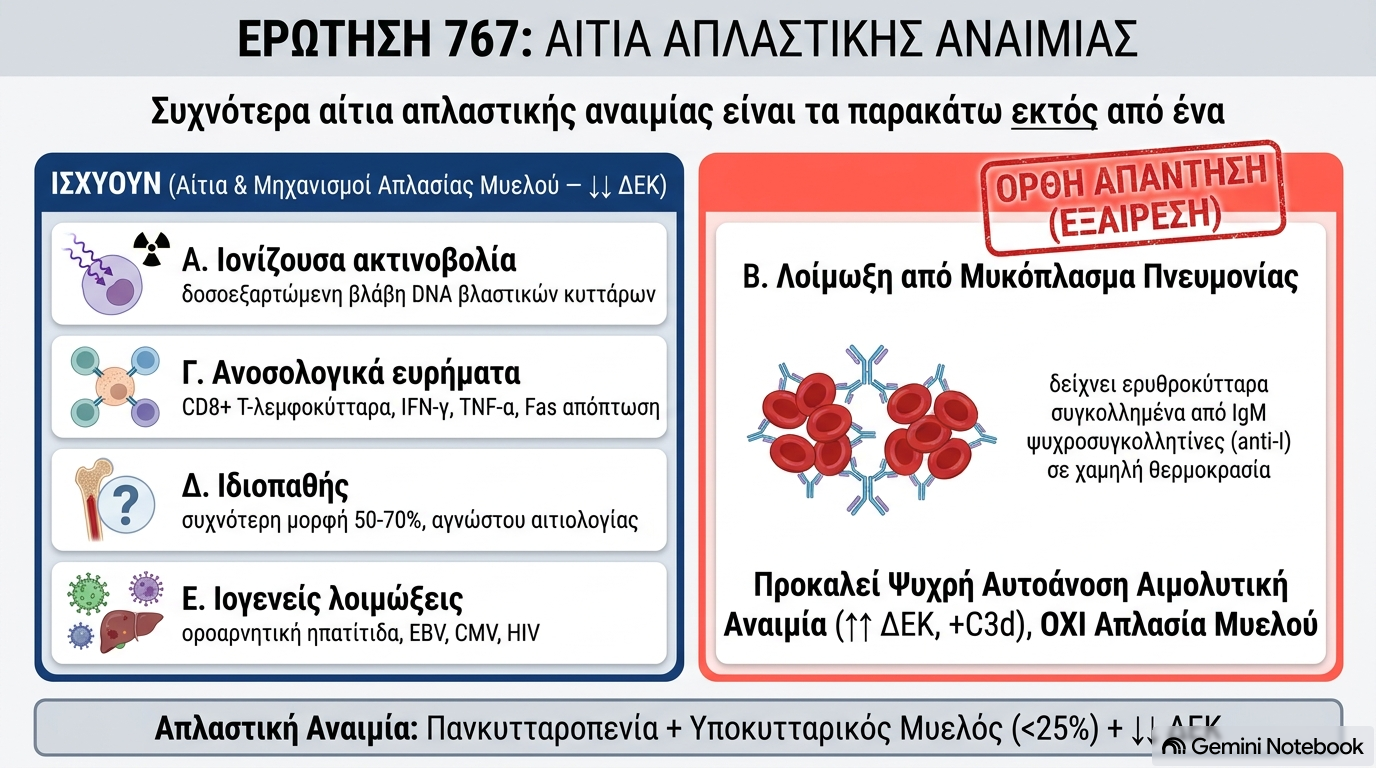 ΕΡΩΤΗΣΗ 767: ΑΙΤΙΑ ΑΠΛΑΣΤΙΚΗΣ ΑΝΑΙΜΙΑΣ
Συχνότερα αίτια απλαστικής αναιμίας είναι τα παρακάτω εκτός από ένα
ΙΣΧΥΟΥΝ (Αίτια & Μηχανισμοί Απλασίας Μυελού – ↓↓ ΔΕΚ)
Α. Ιονίζουσα ακτινοβολία
δοσοεξαρτώμενη βλάβη DNA βλαστικών κυττάρων
Γ. Ανοσολογικά ευρήματα
CD8+ Τ-λεμφοκύτταρα, IFN-γ, TNF-α, Fas απόπτωση
?
Δ. Ιδιοπαθής
συχνότερη μορφή 50-70%, αγνώστου αιτιολογίας
Ε. Ιογενείς λοιμώξεις
οροαρνητική ηπατίτιδα, EBV, CMV, HIV
ΟΡΘΗ ΑΠΑΝΤΗΣΗ
(ΕΞΑΙΡΕΣΗ)
Β. Λοίμωξη από Μυκόπλασμα Πνευμονίας
δείχνει ερυθροκύτταρα
συγκολλημένα από IgM
ψυχροσυγκολλητίνες (anti-I)
σε χαμηλή θερμοκρασία
Προκαλεί Ψυχρή Αυτοάνοση Αιμολυτική
Αναιμία (↑↑ ΔΕΚ, +C3d), ΟΧΙ Απλασία Μυελού
Απλαστική Αναιμία: Πανκυτταροπενία + Υποκυτταρικός Μυελός (<25%) + ↓↓ ΔΕΚ
Gemini Notebook